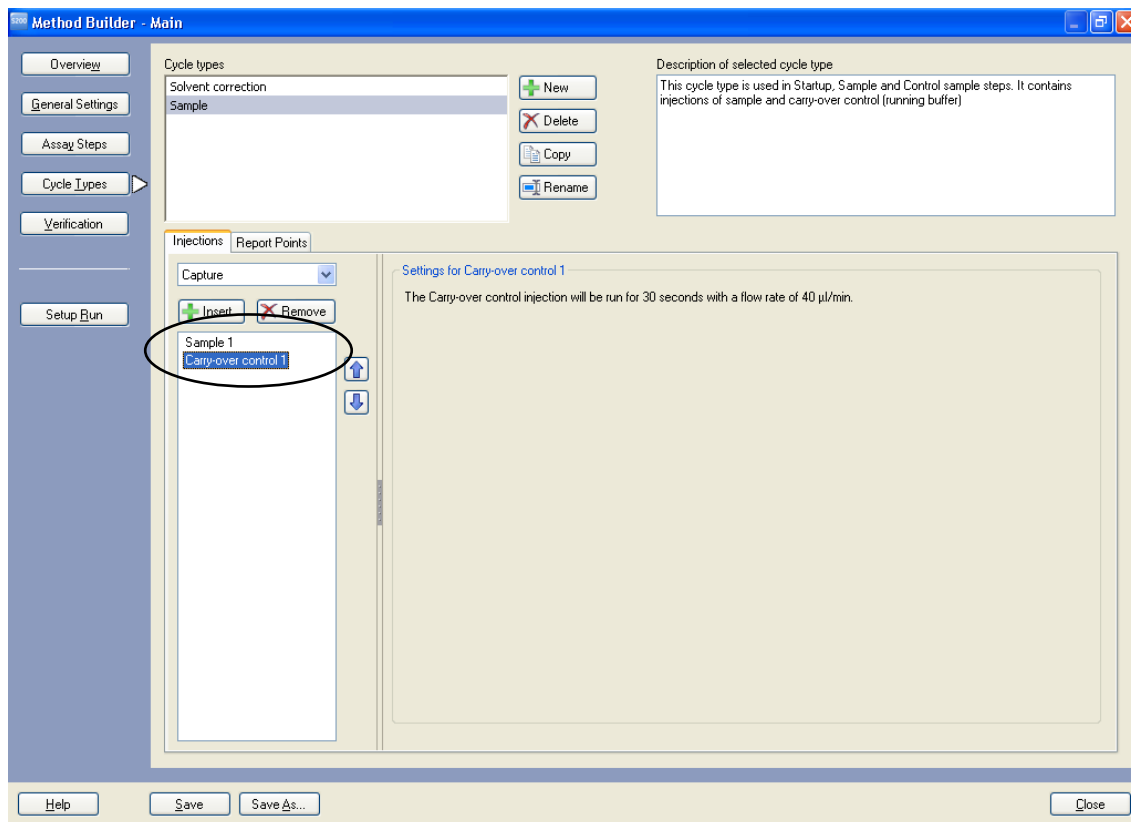 S200 Method Builder - Main
Overview
General Settings
Assay Steps
Cycle Types
Verification
Setup Run
Cycle types
Solvent correction
Sample
New
Delete
Copy
Rename
Description of selected cycle type
This cycle type is used in Startup, Sample and Control sample steps. It contains
injections of sample and carry-over control (running buffer)
Injections
Report Points
Capture
Insert
Remove
Sample 1
Carry-over control 1
Settings for Carry-over control 1
The Carry-over control injection will be run for 30 seconds with a flow rate of 40 µl/min.
Help
Save
Save As...
Close